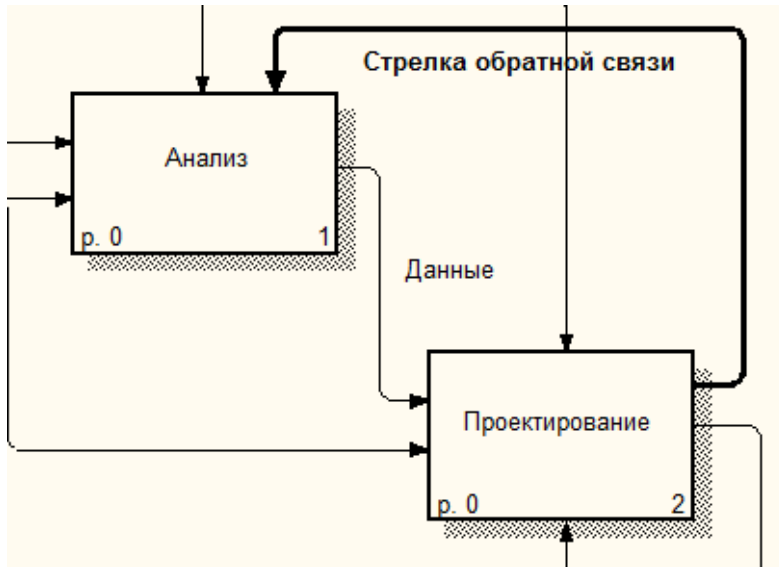 Стрелка обратной связи
Анализ
р. 0
1
Данные
Проектирование
р. 0
2